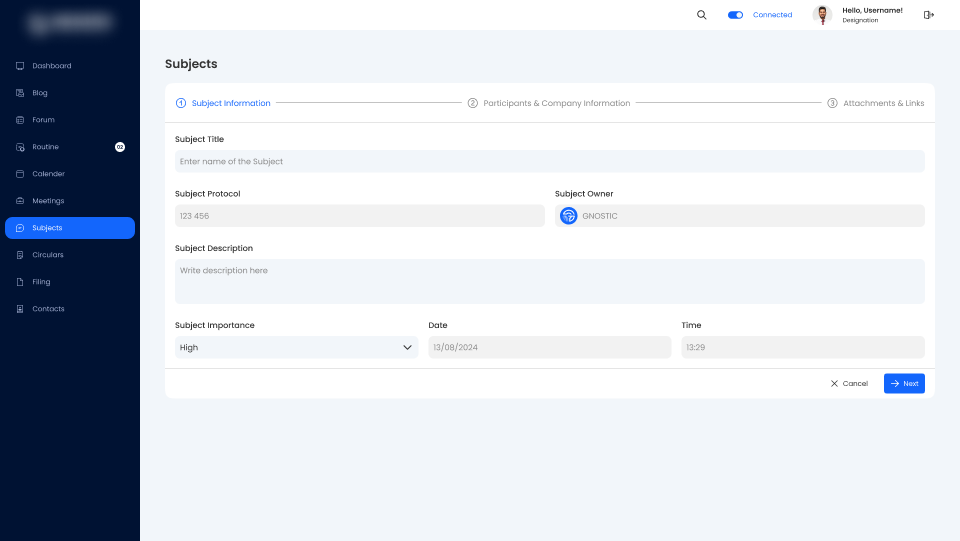 Connected
Hello, Username!
Designation
Dashboard
Blog
Forum
Routine 02
Calender
Meetings
Subjects
Circulars
Filing
Contacts
Subjects
1 Subject Information
2 Participants & Company Information
3 Attachments & Links
Subject Title
Enter name of the Subject
Subject Protocol
Subject Owner
123 456
GNOSTIC
Subject Description
Write description here
Subject Importance
Date
Time
High
13/08/2024
13:29
Cancel
Next